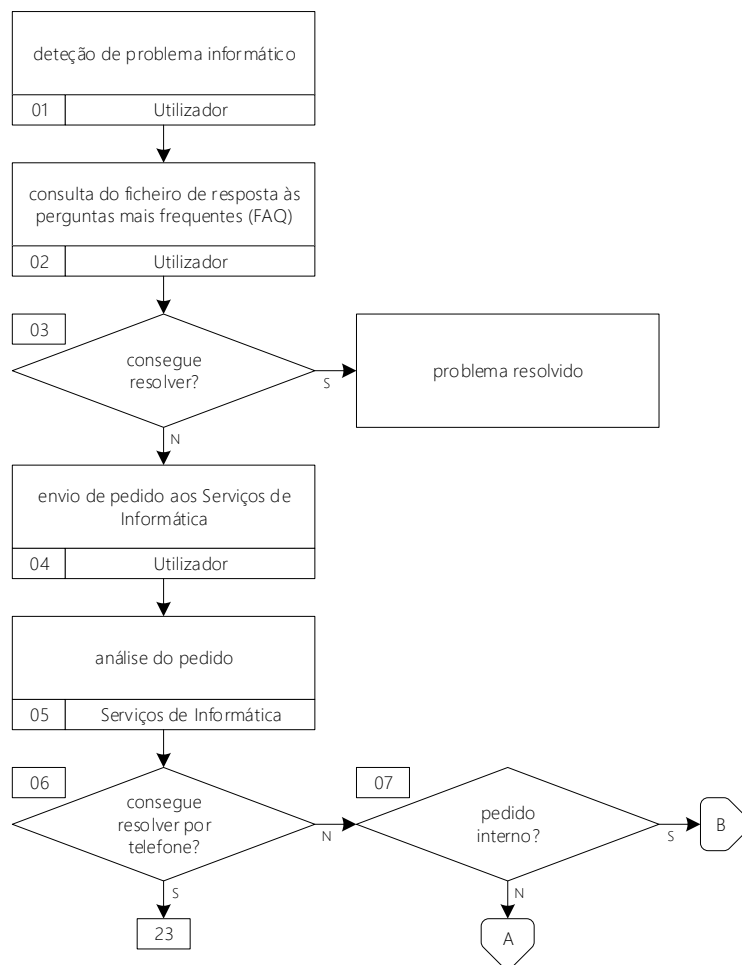 deteção de problema informático
01
Utilizador
consulta do ficheiro de resposta às
perguntas mais frequentes (FAQ)
02
Utilizador
03
consegue
resolver?
S
problema resolvido
N
envio de pedido aos Serviços de
Informática
04
Utilizador
análise do pedido
05
Serviços de Informática
06
consegue
resolver por
telefone?
N
07
pedido
interno?
S
B
S
23
N
A